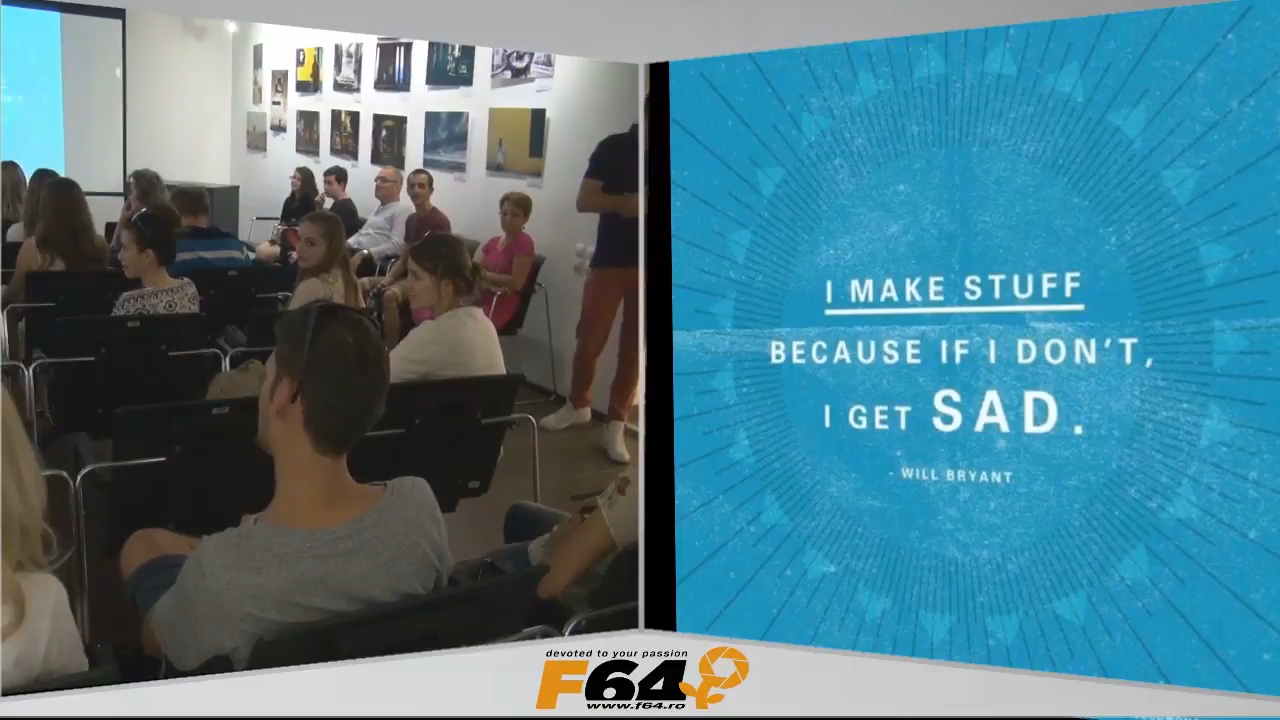 I MAKE STUFF
BECAUSE IF I DON'T,
I GET SAD.
- WILL BRYANT
devoted to your passion
F64
www.f64.ro